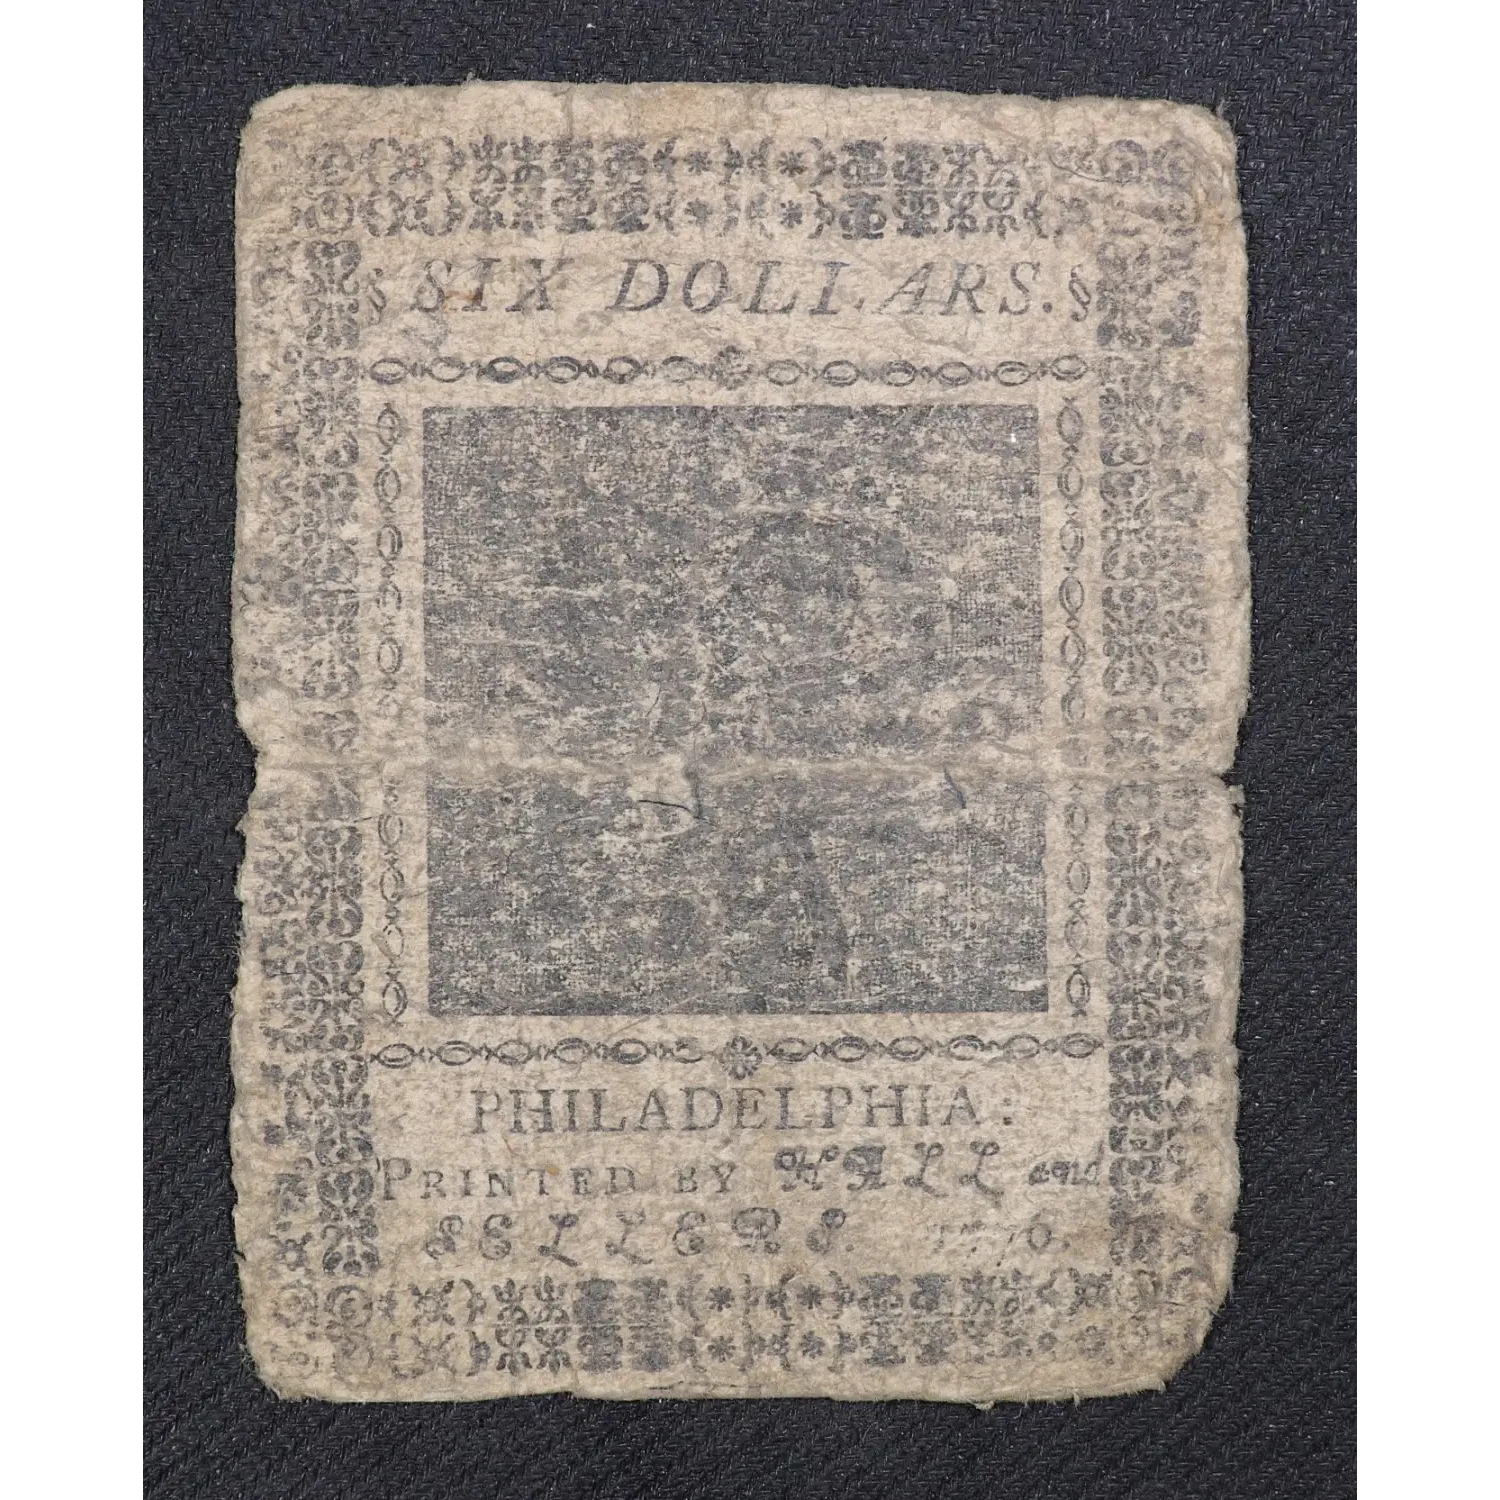 SIX DOLLARS.
PHILADELPHIA:
PRINTED BY HALL and
SELLERS. 1776.